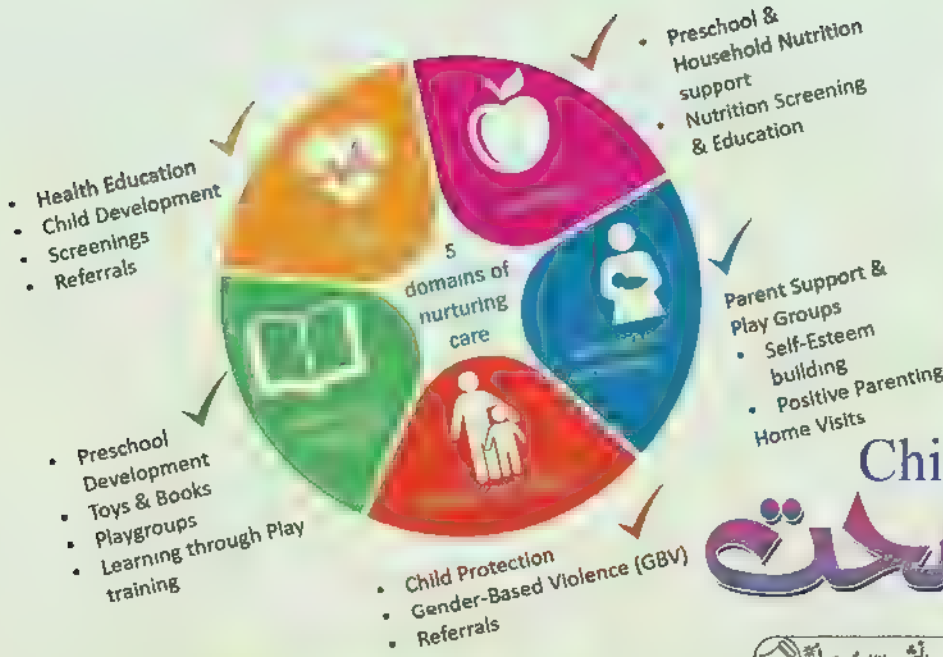 Preschool &
Household Nutrition
support
Nutrition Screening
& Education
Health Education
Child Development
Screenings
Referrals
5
domains of
nurturing
care
Parent Support &
Play Groups
Self-Esteem
building
Positive Parenting
Home Visits
Preschool
Development
Toys & Books
Playgroups
Learning through Play
training
Child Protection
Gender-Based Violence (GBV)
Referrals
Chi